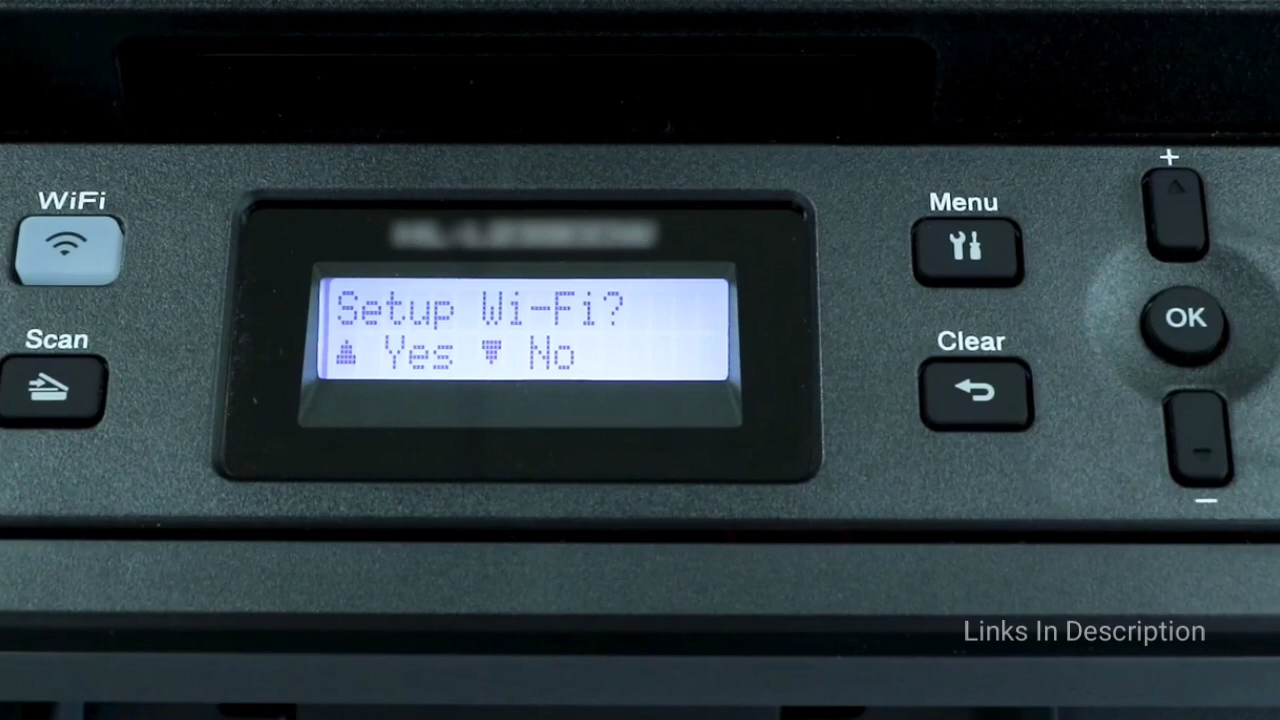 WiFi
Scan
Setup Wi-Fi?
▲ Yes ▼ No
Menu
Clear
+
OK
−
Links In Description